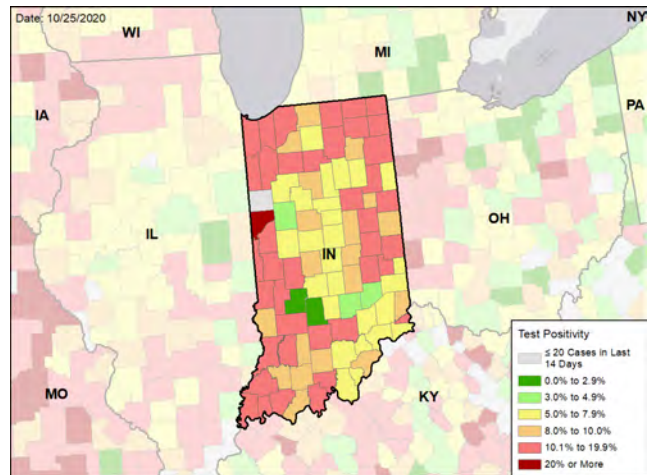 Date: 10/25/2020
WI
NY
MI
IA
PA
IL
OH
IN
MO
KY
Test Positivity
≤ 20 Cases in Last
14 Days
0.0% to 2.9%
3.0% to 4.9%
5.0% to 7.9%
8.0% to 10.0%
10.1% to 19.9%
20% or More